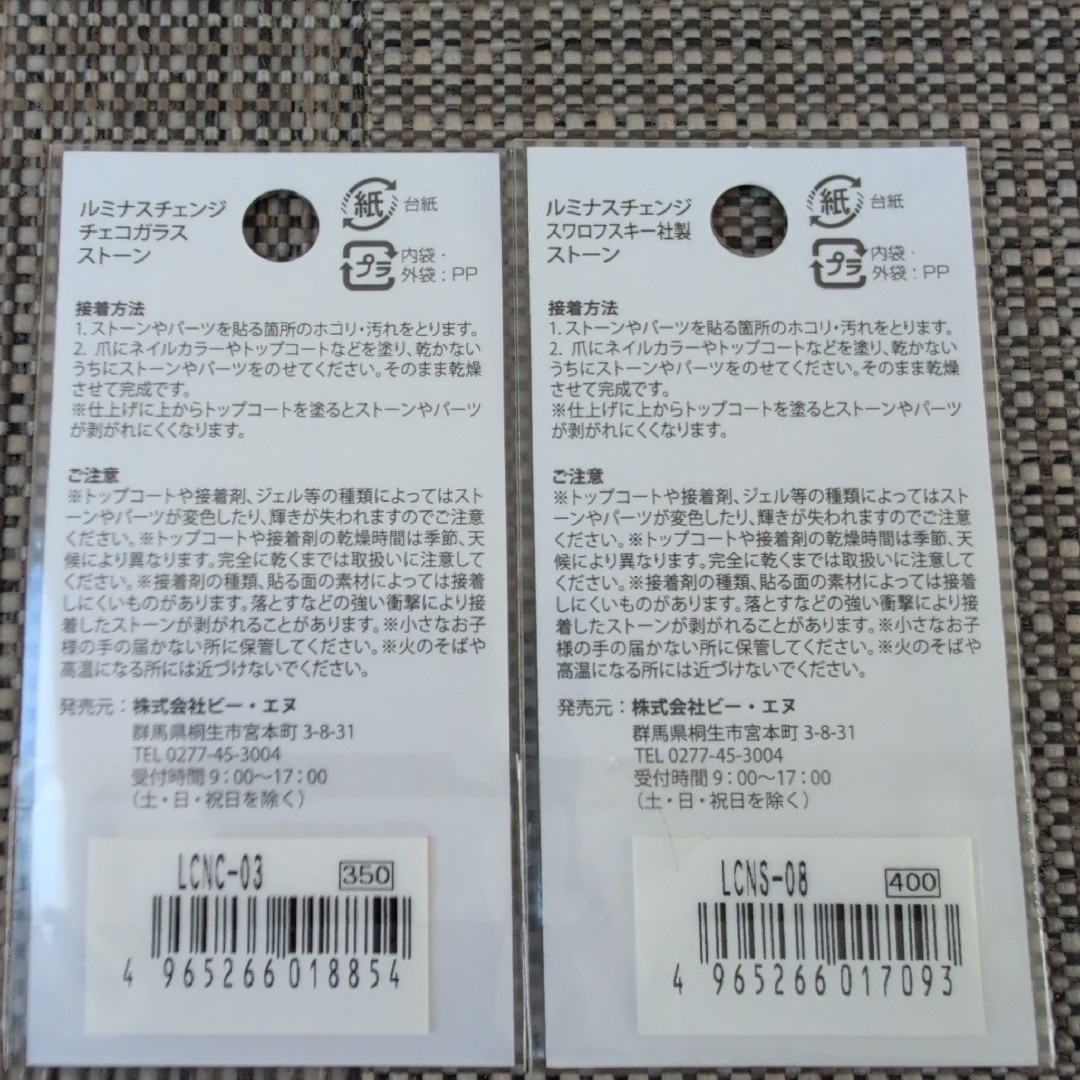 ルミナスチェンジ
チェコガラス
ストーン
紙 台紙
プラ 内袋・
外袋：PP
接着方法
1. ストーンやパーツを貼る箇所のホコリ・汚れをとります。
2. 爪にネイルカラーやトップコートなどを塗り、乾かない
うちにストーンやパーツをのせてください。そのまま乾燥
させて完成です。
※仕上げに上からトップコートを塗るとストーンやパーツ
が剥がれにくくなります。
ご注意
※トップコートや接着剤、ジェル等の種類によってはスト
ーンやパーツが変色したり、輝きが失われますのでご注意
ください。※トップコートや接着剤の乾燥時間は季節、天
候により異なります。完全に乾くまでは取扱いに注意して
ください。※接着剤の種類、貼る面の素材によっては接着
しにくいものがあります。落とすなどの強い衝撃により接
着したストーンが剥がれることがあります。※小さなお子
様の手の届かない所に保管してください。※火のそばや
高温になる所には近づけないでください。
発売元：株式会社ビー・エヌ
群馬県桐生市宮本町 3-8-31
TEL 0277-45-3004
受付時間 9：00〜17：00
（土・日・祝日を除く）
LCNC-03 350
4 965266 018854
ルミナスチェンジ
スワロフスキー社製
ストーン
紙 台紙
プラ 内袋・
外袋：PP
接着方法
1. ストーンやパーツを貼る箇所のホコリ・汚れをとります。
2. 爪にネイルカラーやトップコートなどを塗り、乾かない
うちにストーンやパーツをのせてください。そのまま乾燥
させて完成です。
※仕上げに上からトップコートを塗るとストーンやパーツ
が剥がれにくくなります。
ご注意
※トップコートや接着剤、ジェル等の種類によってはスト
ーンやパーツが変色したり、輝きが失われますのでご注意
ください。※トップコートや接着剤の乾燥時間は季節、天
候により異なります。完全に乾くまでは取扱いに注意して
ください。※接着剤の種類、貼る面の素材によっては接着
しにくいものがあります。落とすなどの強い衝撃により接
着したストーンが剥がれることがあります。※小さなお子
様の手の届かない所に保管してください。※火のそばや
高温になる所には近づけないでください。
発売元：株式会社ビー・エヌ
群馬県桐生市宮本町 3-8-31
TEL 0277-45-3004
受付時間 9：00〜17：00
（土・日・祝日を除く）
LCNS-08 400
4 965266 017093